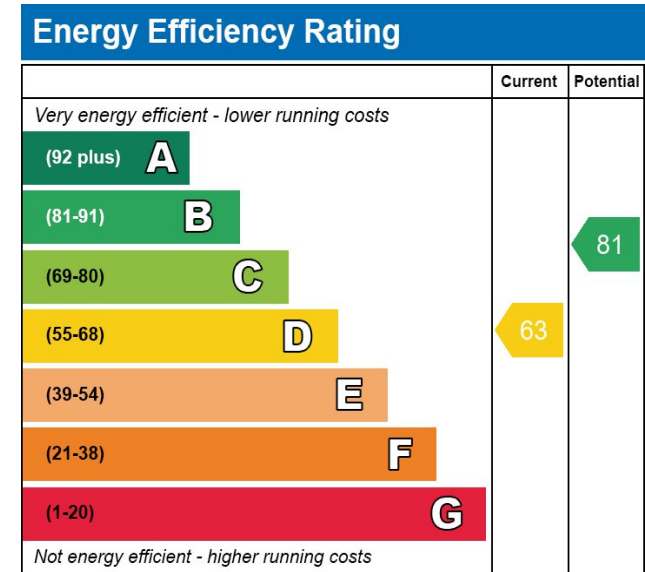 Energy Efficiency Rating
Current Potential
Very energy efficient - lower running costs
(92 plus) A
(81-91) B
81
(69-80) C
(55-68) D
63
(39-54) E
(21-38) F
(1-20) G
Not energy efficient - higher running costs